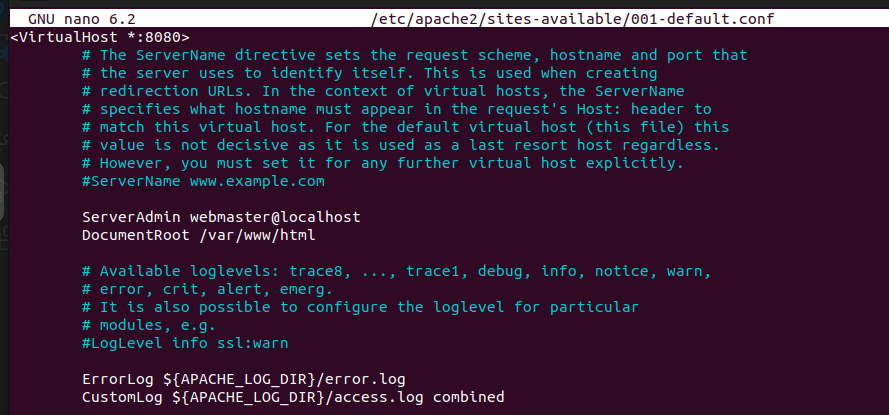 GNU nano 6.2 /etc/apache2/sites-available/001-default.conf
<VirtualHost *:8080>
# The ServerName directive sets the request scheme, hostname and port that
# the server uses to identify itself. This is used when creating
# redirection URLs. In the context of virtual hosts, the ServerName
# specifies what hostname must appear in the request's Host: header to
# match this virtual host. For the default virtual host (this file) this
# value is not decisive as it is used as a last resort host regardless.
# However, you must set it for any further virtual host explicitly.
#ServerName www.example.com
ServerAdmin webmaster@localhost
DocumentRoot /var/www/html
# Available loglevels: trace8, ..., trace1, debug, info, notice, warn,
# error, crit, alert, emerg.
# It is also possible to configure the loglevel for particular
# modules, e.g.
#LogLevel info ssl:warn
ErrorLog ${APACHE_LOG_DIR}/error.log
CustomLog ${APACHE_LOG_DIR}/access.log combined